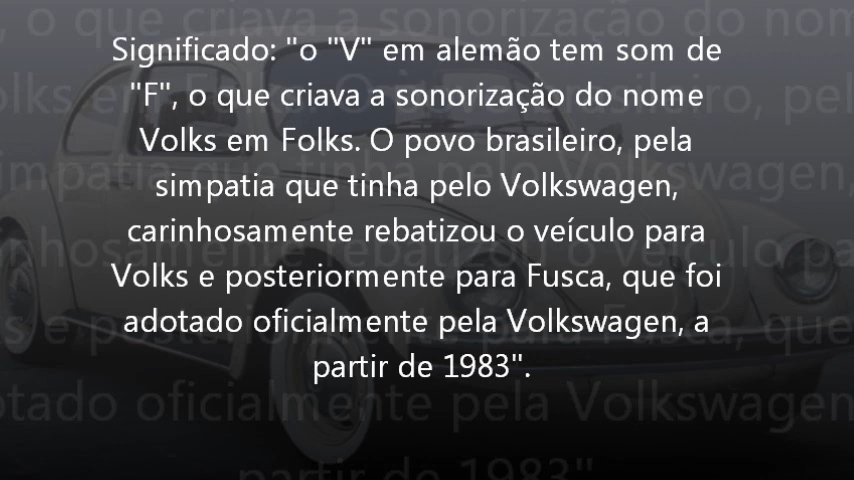 Significado: "o "V" em alemão tem som de
"F", o que criava a sonorização do nome
Volks em Folks. O povo brasileiro, pela
simpatia que tinha pelo Volkswagen,
carinhosamente rebatizou o veículo para
Volks e posteriormente para Fusca, que foi
adotado oficialmente pela Volkswagen, a
partir de 1983".